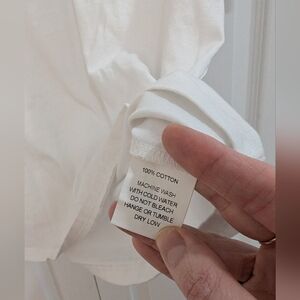 100% COTTON
MACHINE WASH
WITH COLD WATER
DO NOT BLEACH
HANGE OR TUMBLE
DRY LOW